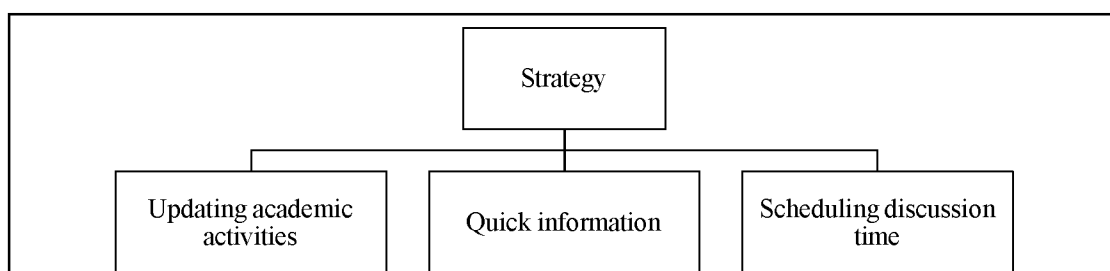 Strategy
Updating academic
activities
Quick information
Scheduling discussion
time